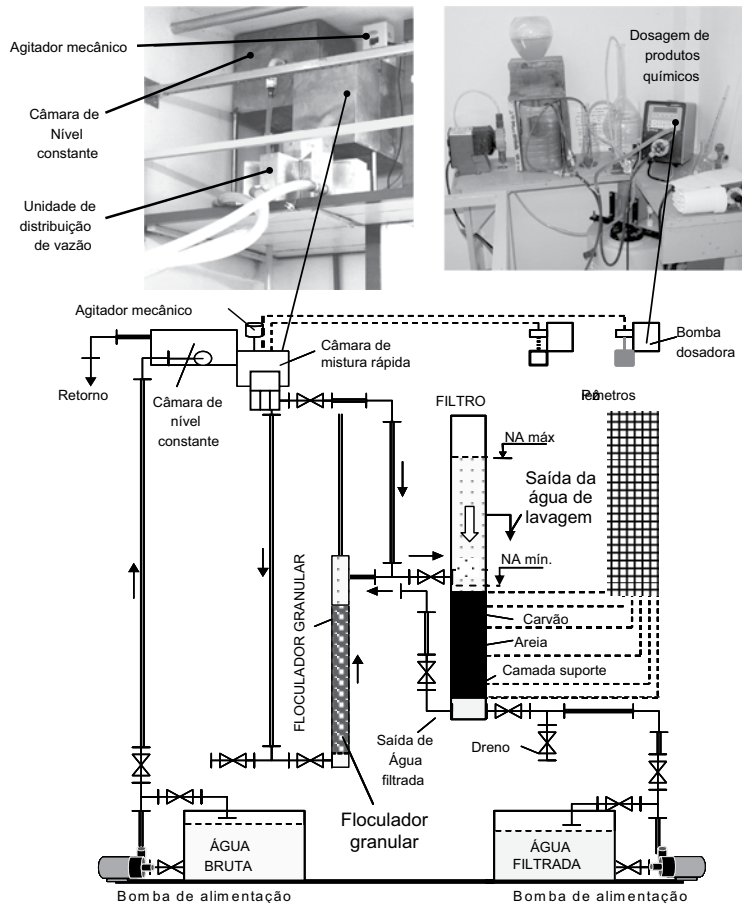 Agitador mecânico
Câmara de
Nível
constante
Unidade de
distribuição
de vazão
Dosagem de
produtos
químicos
Agitador mecânico
Câmara de
mistura rápida
Bomba
dosadora
Retorno
Câmara de
nível
constante
FILTRO
NA máx
Saída da
água de
lavagem
NA mín.
FLOCULADOR GRANULAR
Carvão
Areia
Camada suporte
Saída de
Água
filtrada
Dreno
Floculador
granular
ÁGUA
BRUTA
ÁGUA
FILTRADA
Bomba de alimentação
Bomba de alimentação